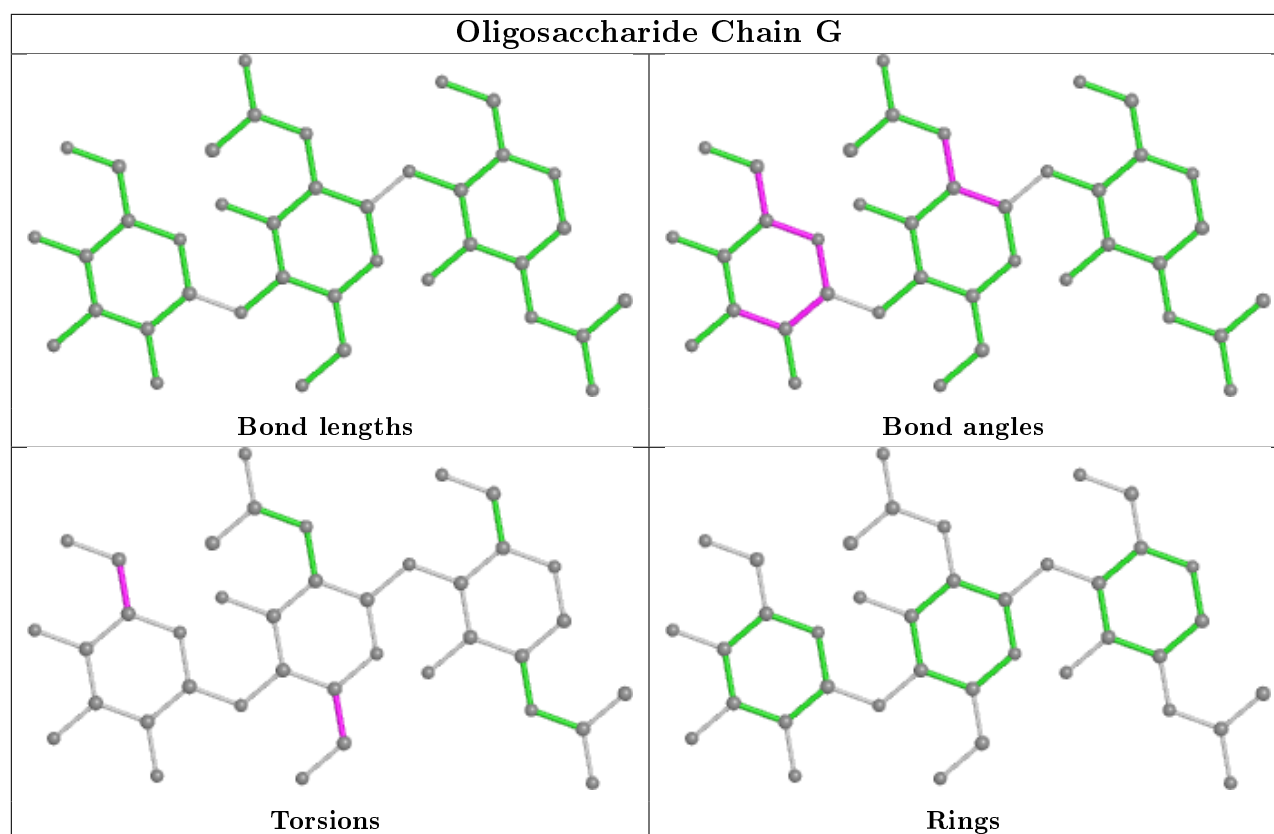 Oligosaccharide Chain G
Bond lengths
Bond angles
Torsions
Rings